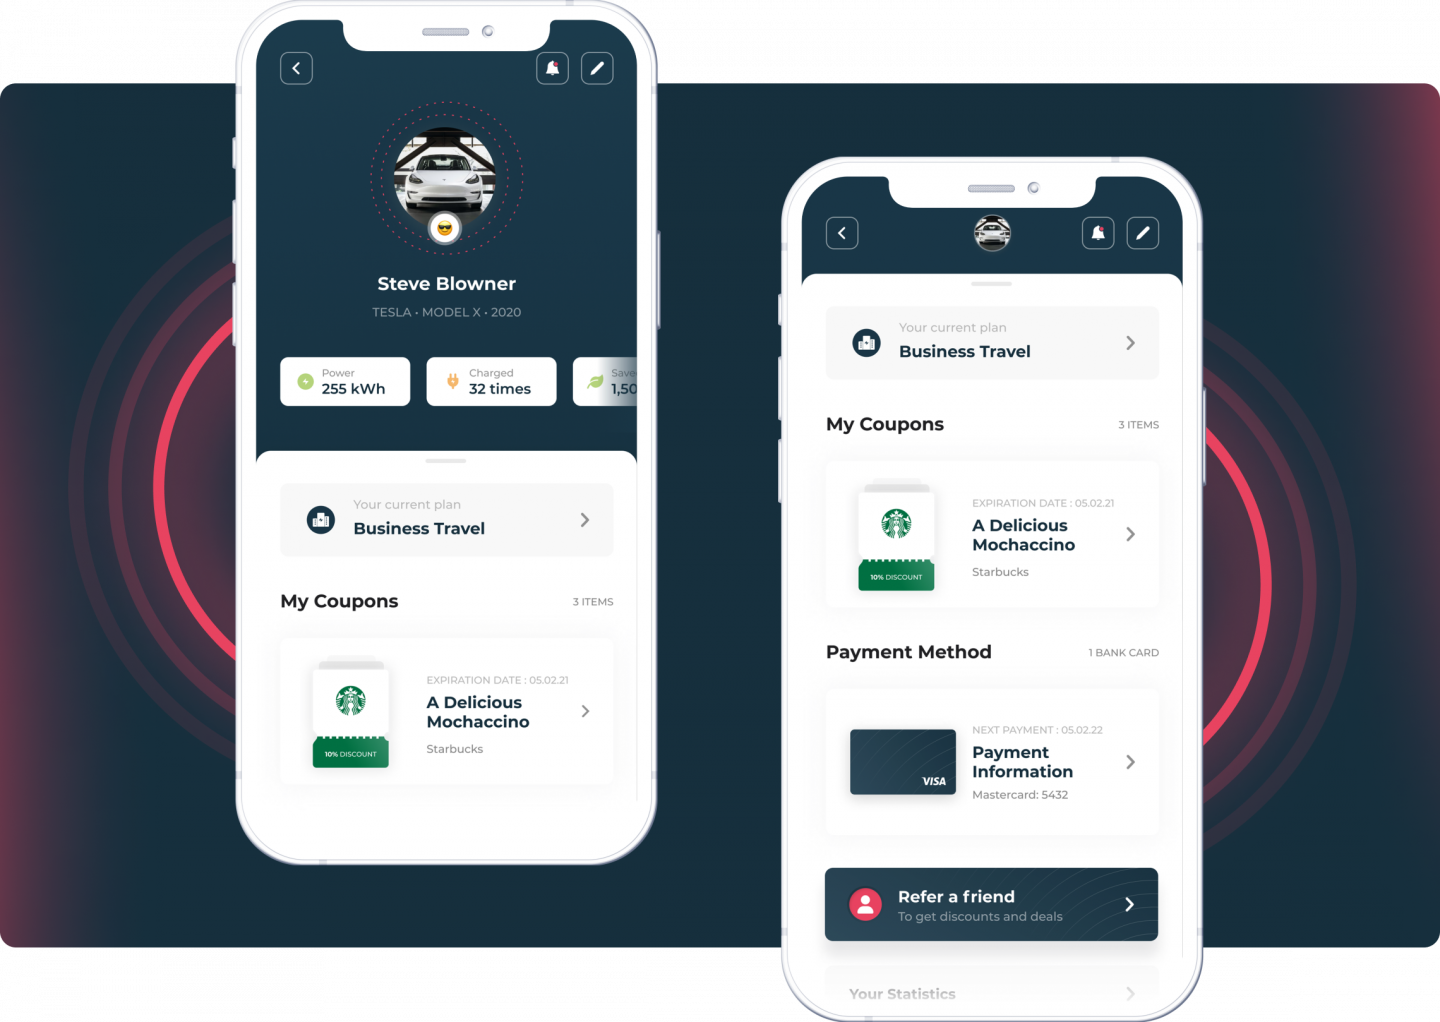 Steve Blowner
TESLA • MODEL X • 2020
Power
255 kWh
Charged
32 times
Save
1,50
Your current plan
Business Travel
My Coupons
3 ITEMS
10% DISCOUNT
EXPIRATION DATE : 05.02.21
A Delicious
Mochaccino
Starbucks
Your current plan
Business Travel
My Coupons
3 ITEMS
10% DISCOUNT
EXPIRATION DATE : 05.02.21
A Delicious
Mochaccino
Starbucks
Payment Method
1 BANK CARD
VISA
NEXT PAYMENT : 05.02.22
Payment
Information
Mastercard: 5432
Refer a friend
To get discounts and deals
Your Statistics